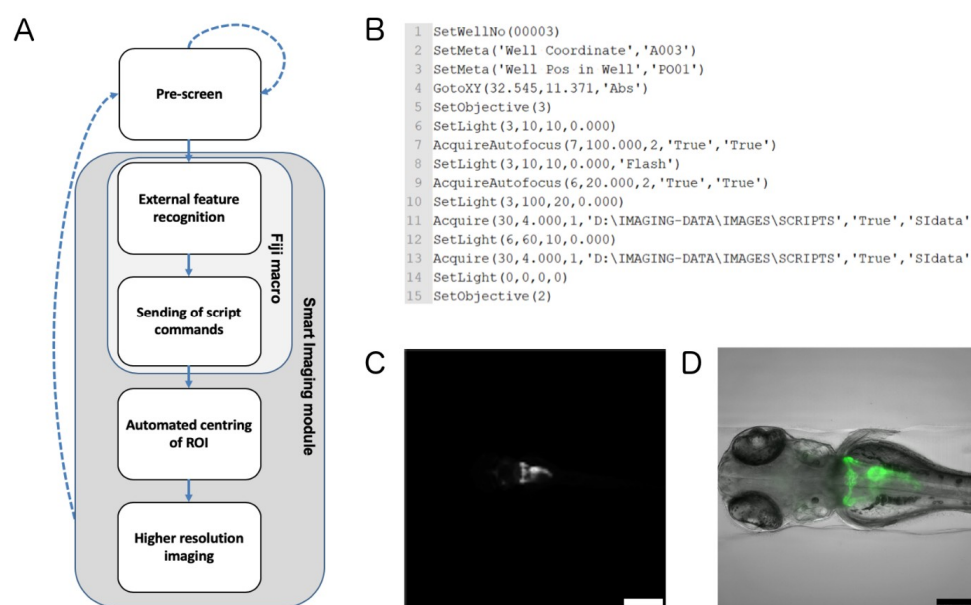 A
Pre-screen
External feature
recognition
Sending of script
commands
Fiji macro
Automated centring
of ROI
Higher resolution
imaging
Smart Imaging module
B
1 SetWellNo(00003)
2 SetMeta('Well Coordinate','A003')
3 SetMeta('Well Pos in Well','PO01')
4 GotoXY(32.545,11.371,'Abs')
5 SetObjective(3)
6 SetLight(3,10,10,0.000)
7 AcquireAutofocus(7,100.000,2,'True','True')
8 SetLight(3,10,10,0.000,'Flash')
9 AcquireAutofocus(6,20.000,2,'True','True')
10 SetLight(3,100,20,0.000)
11 Acquire(30,4.000,1,'D:\IMAGING-DATA\IMAGES\SCRIPTS','True','SIdata'
12 SetLight(6,60,10,0.000)
13 Acquire(30,4.000,1,'D:\IMAGING-DATA\IMAGES\SCRIPTS','True','SIdata'
14 SetLight(0,0,0,0)
15 SetObjective(2)
C
D